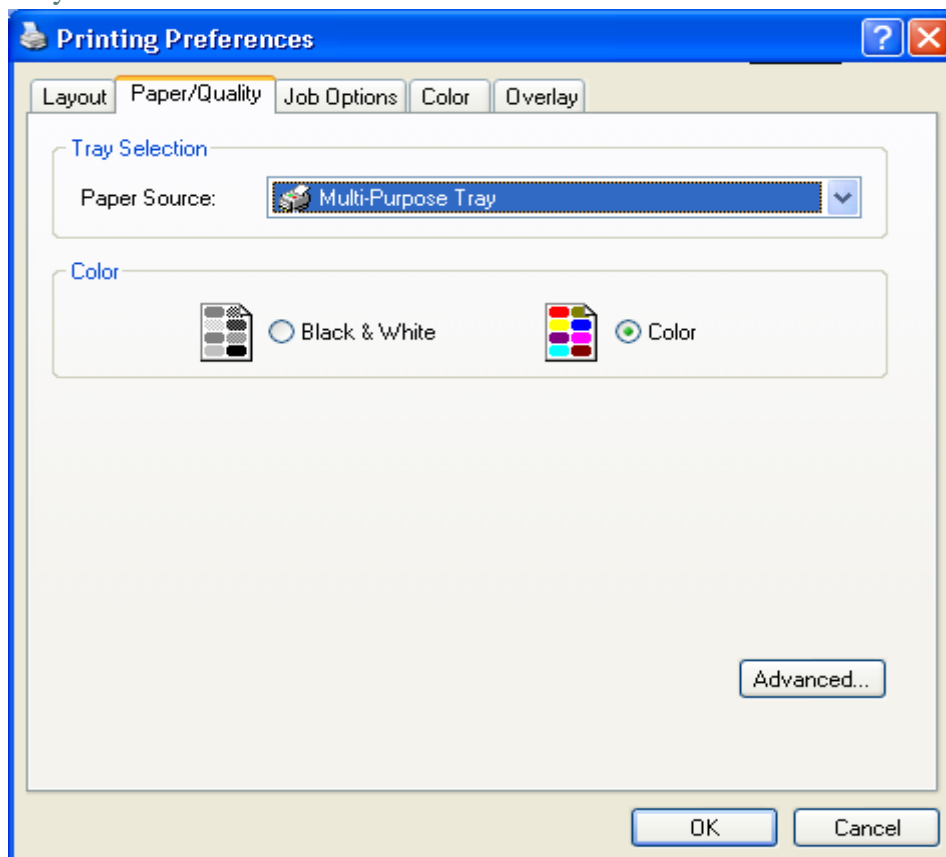 Printing Preferences
Layout Paper/Quality Job Options Color Overlay
Tray Selection
Paper Source: Multi-Purpose Tray
Color
Black & White Color
Advanced...
OK Cancel